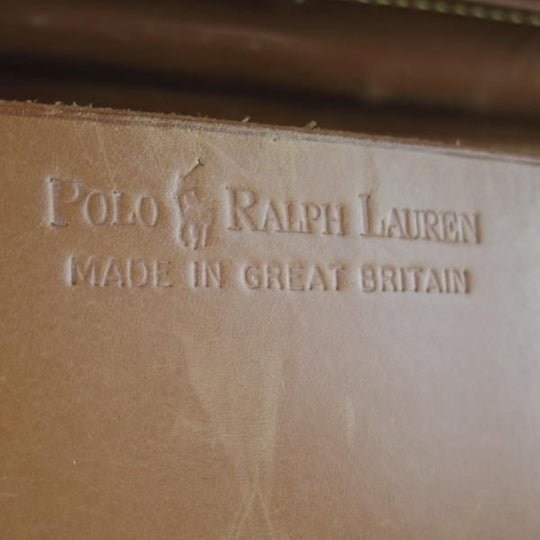 POLO RALPH LAUREN
MADE IN GREAT BRITAIN